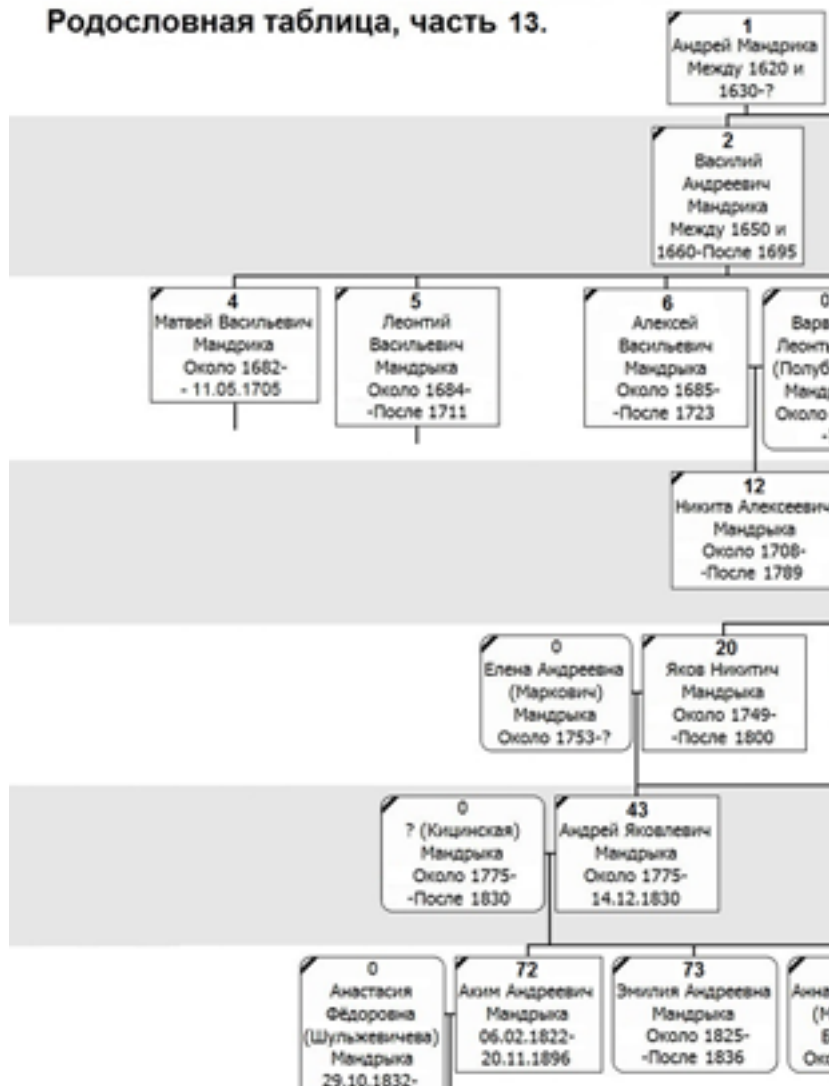 Родословная таблица, часть 13.
1
Андрей Мандрика
Между 1620 и
1630-?
2
Василий
Андреевич
Мандрика
Между 1650 и
1660-После 1695
4
Матвей Васильевич
Мандрика
Около 1682-
- 11.05.1705
5
Леонтий
Васильевич
Мандрыка
Около 1684-
-После 1711
6
Алексей
Васильевич
Мандрыка
Около 1685-
-После 1723
0
Около
12
Никита Алексеевич
Мандрыка
Около 1708-
-После 1789
0
Елена Андреевна
(Маркович)
Мандрыка
Около 1753-?
20
Яков Никитич
Мандрыка
Около 1749-
-После 1800
0
? (Кицинская)
Мандрыка
Около 1775-
-После 1830
43
Андрей Яковлевич
Мандрыка
Около 1775-
14.12.1830
0
Анастасия
Фёдоровна
(Шульжевичева)
Мандрыка
29.10.1832-
72
Аким Андреевич
Мандрыка
06.02.1822-
20.11.1896
73
Эмилия Андреевна
Мандрыка
Около 1825-
-После 1836